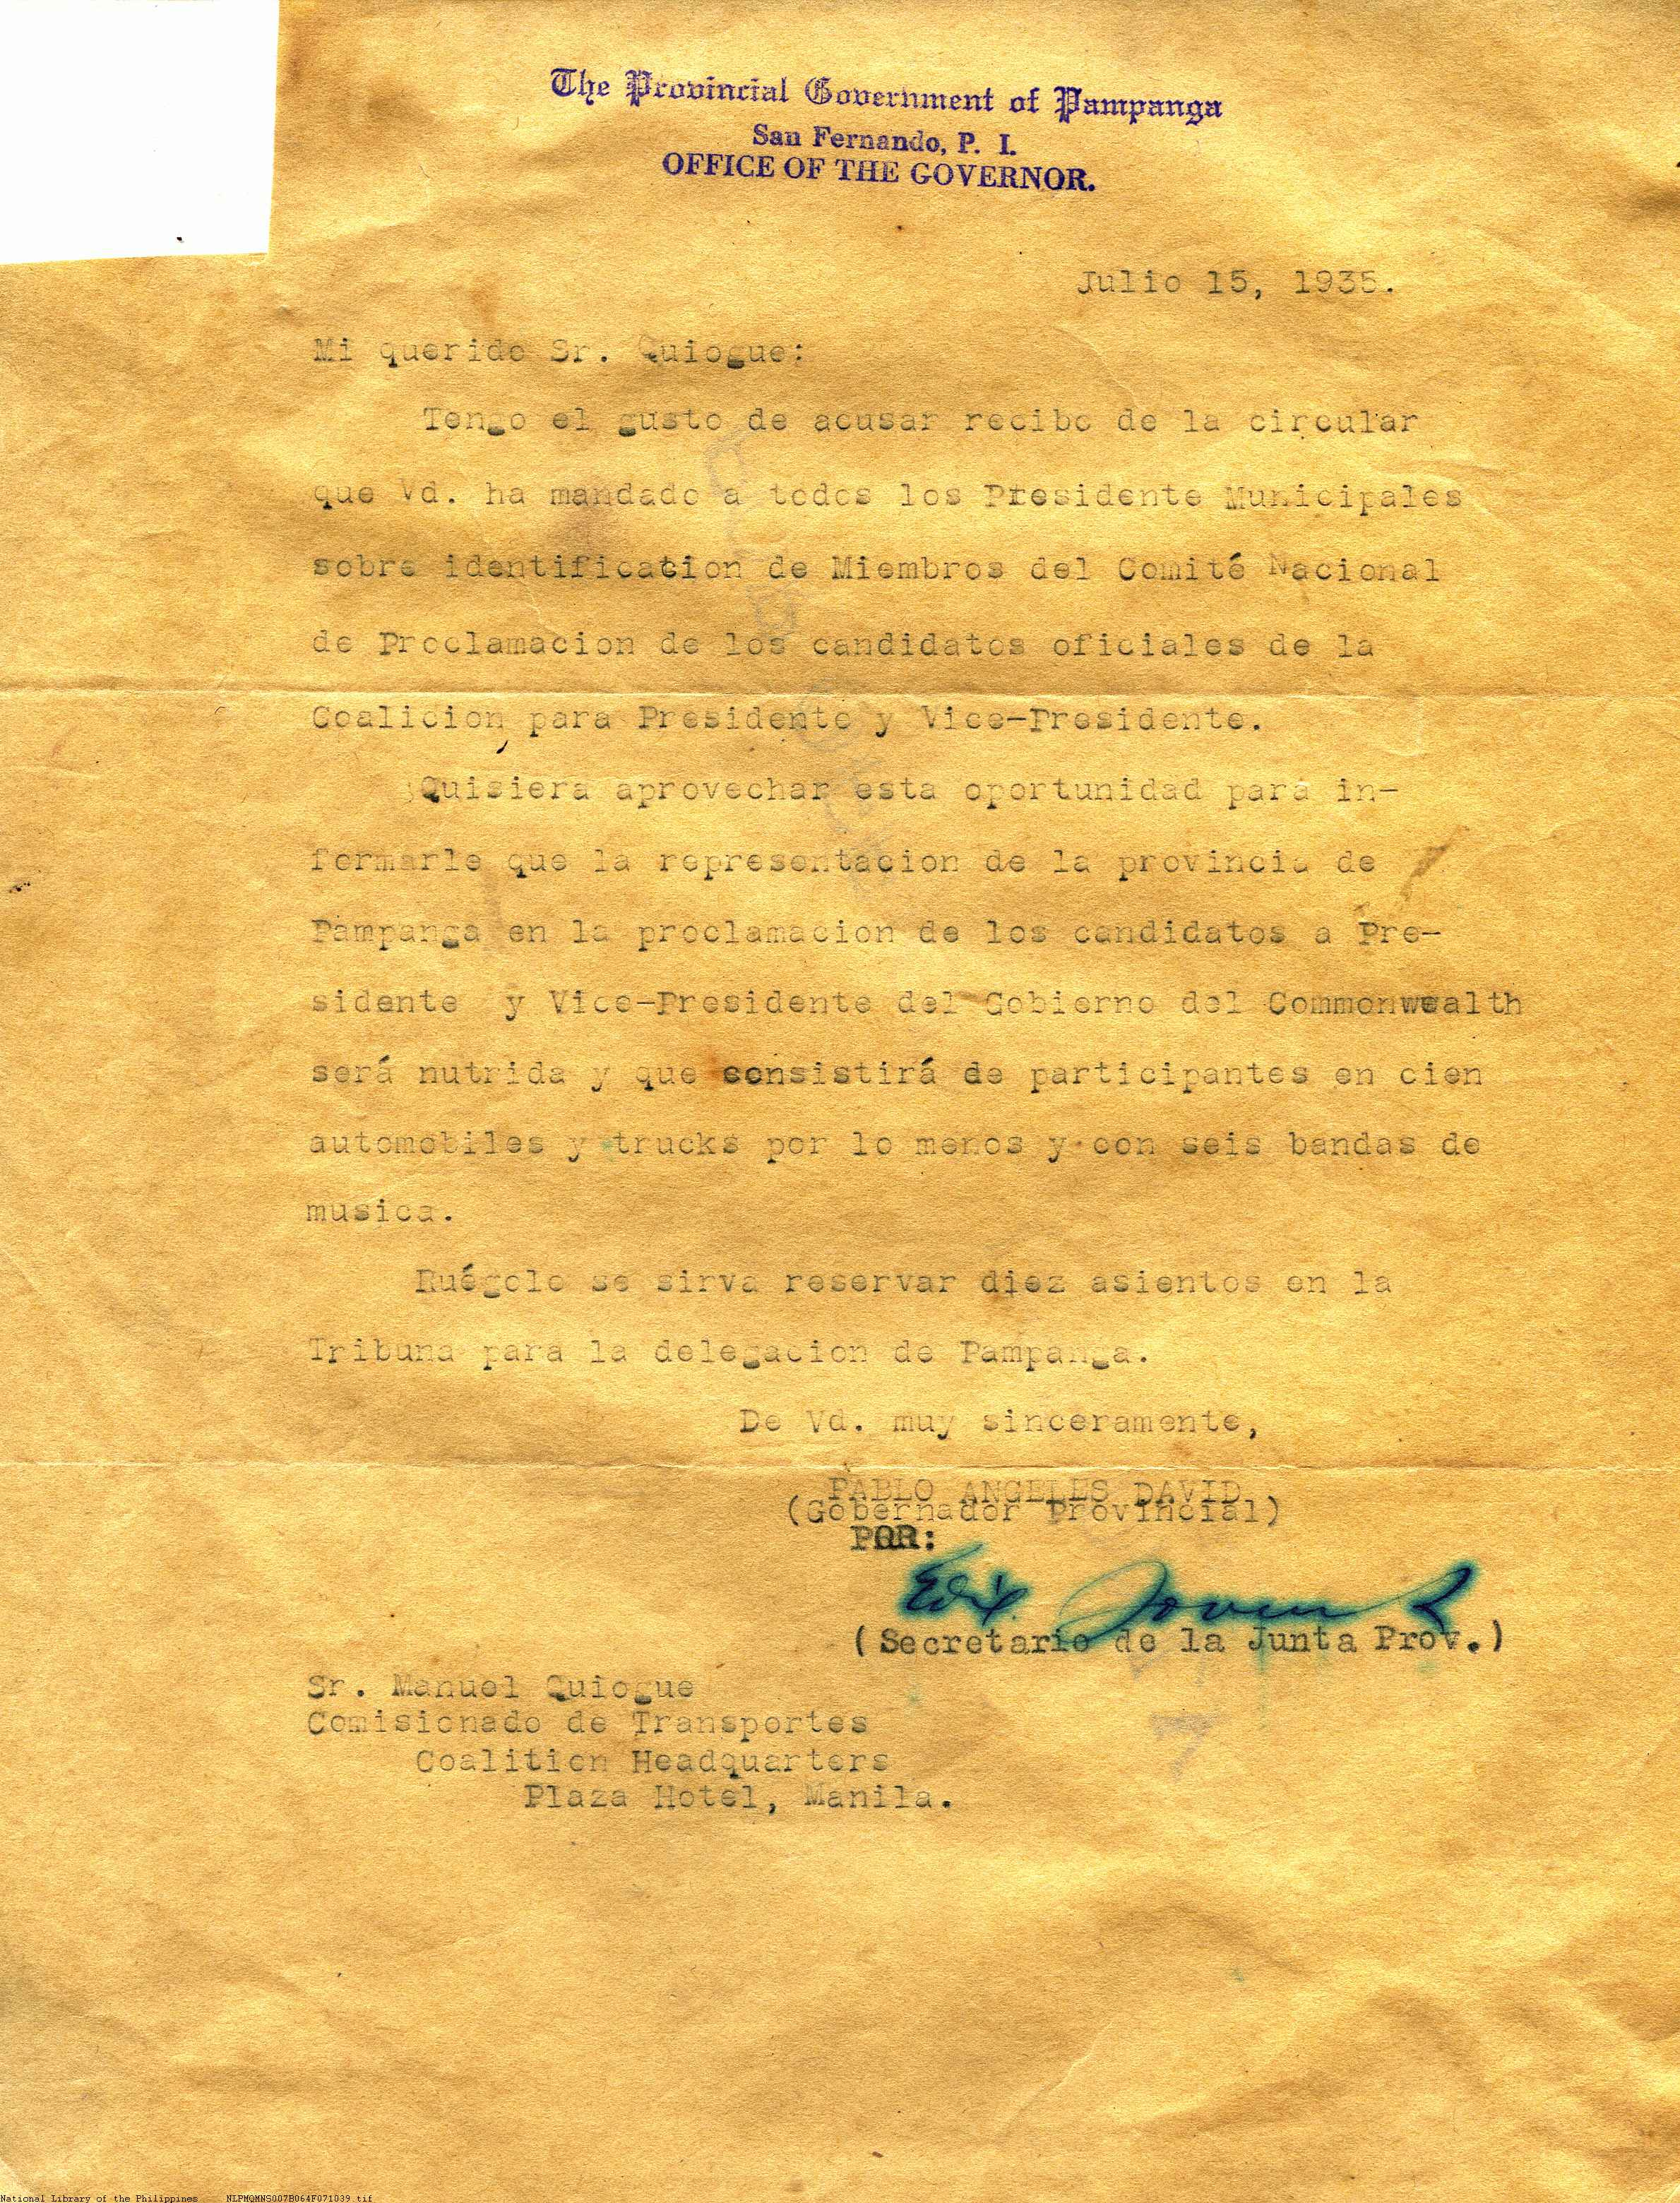 The Provincial Government of Pampanga
San Fernando, P. I.
OFFICE OF THE GOVERNOR.
Julio 15, 1935.
Mi querido Sr. Quiogue:
Tengo el gusto de acusar recibo de la circular
que Vd. ha mandado a todos los Presidente Municipales
sobre identification de Miembros del Comité Nacional
de Proclamacion de los candidatos oficiales de la
Coalicion, para Presidente y Vice-Presidente.
Quisiera aprovechar esta oportunidad para in-
formarle que la representacion de la provincia de
Pampanga en la proclamacion de los candidatos a Pre-
sidente y Vice-Presidente del Gobierno del Commonwealth
será nutrida y que consistirá de participantes en cien
automobiles y trucks por lo menos y con seis bandas de
musica.
Ruégole se sirva reservar diez asientos en la
Tribuna para la delegacion de Pampanga.
De Vd. muy sinceramente,
PABLO ANGELES DAVID
(Gobernador Provincial)
POR:
(Secretario de la Junta Prov.)
Sr. Manuel Quiogue
Comisionado de Transportes
Coalition Headquarters
Plaza Hotel, Manila.
National Library of the Philippines NLPMQMNS007B064F071039.tif